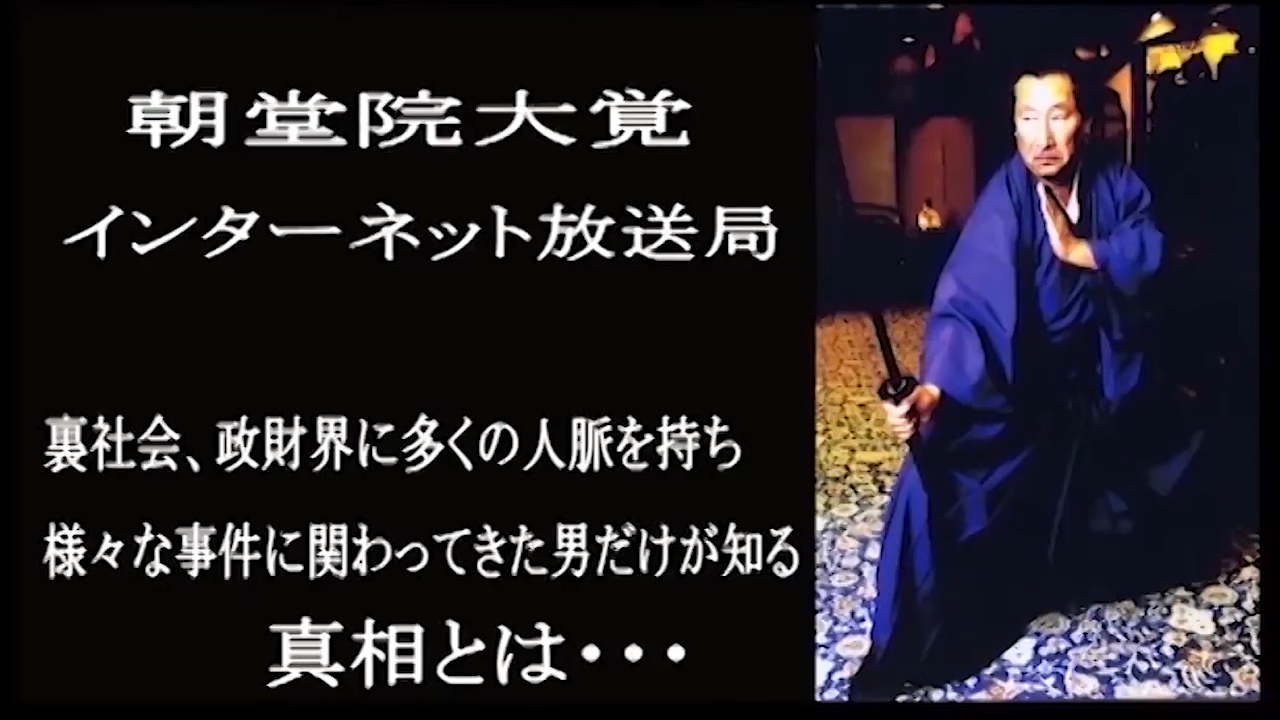 朝堂院大覚
インターネット放送局
裏社会、政財界に多くの人脈を持ち
様々な事件に関わってきた男だけが知る
真相とは・・・